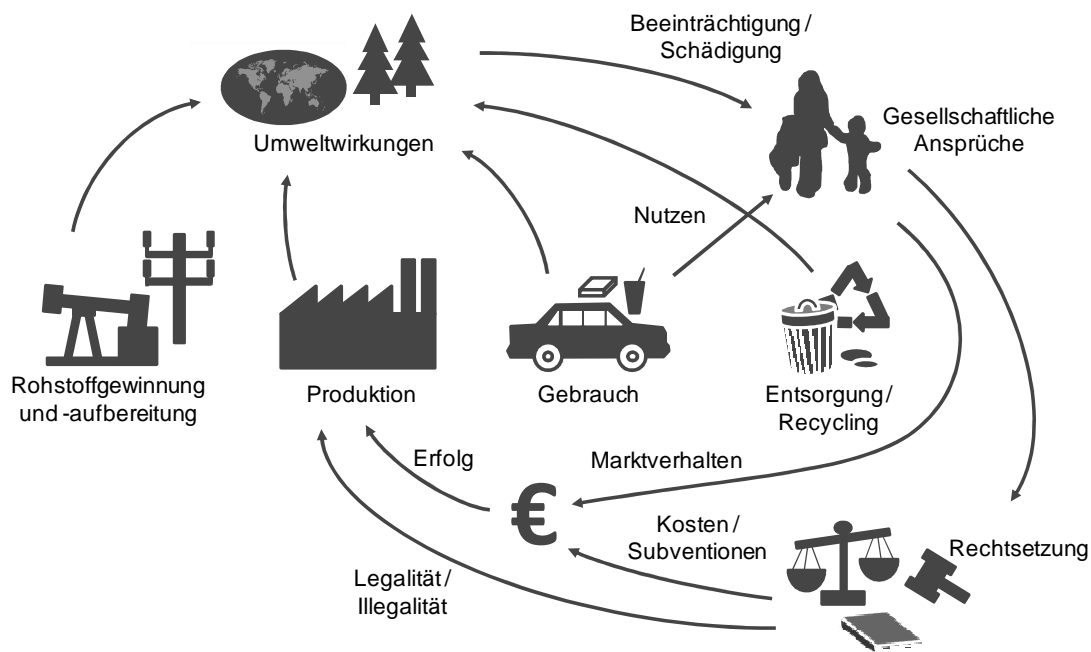 Beeinträchtigung /
Schädigung
Gesellschaftliche
Ansprüche
Umweltwirkungen
Nutzen
Rohstoffgewinnung
und -aufbereitung
Produktion
Gebrauch
Entsorgung /
Recycling
Erfolg
Marktverhalten
€
Kosten /
Subventionen
Rechtsetzung
Legalität /
Illegalität